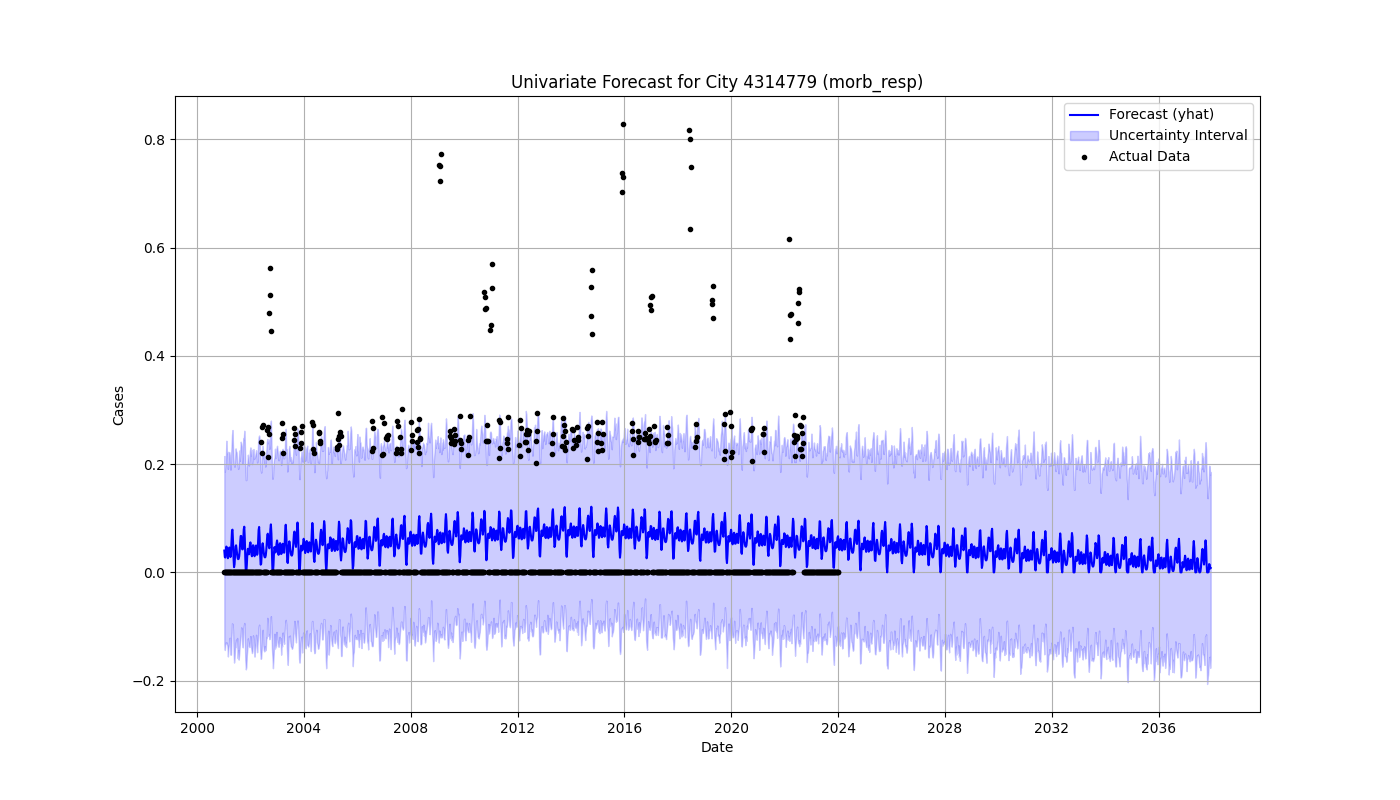 Univariate Forecast for City 4314779 (morb_resp)
Forecast (yhat)
Uncertainty Interval
Actual Data
Cases
0.8
0.6
0.4
0.2
0.0
−0.2
2000 2004 2008 2012 2016 2020 2024 2028 2032 2036
Date